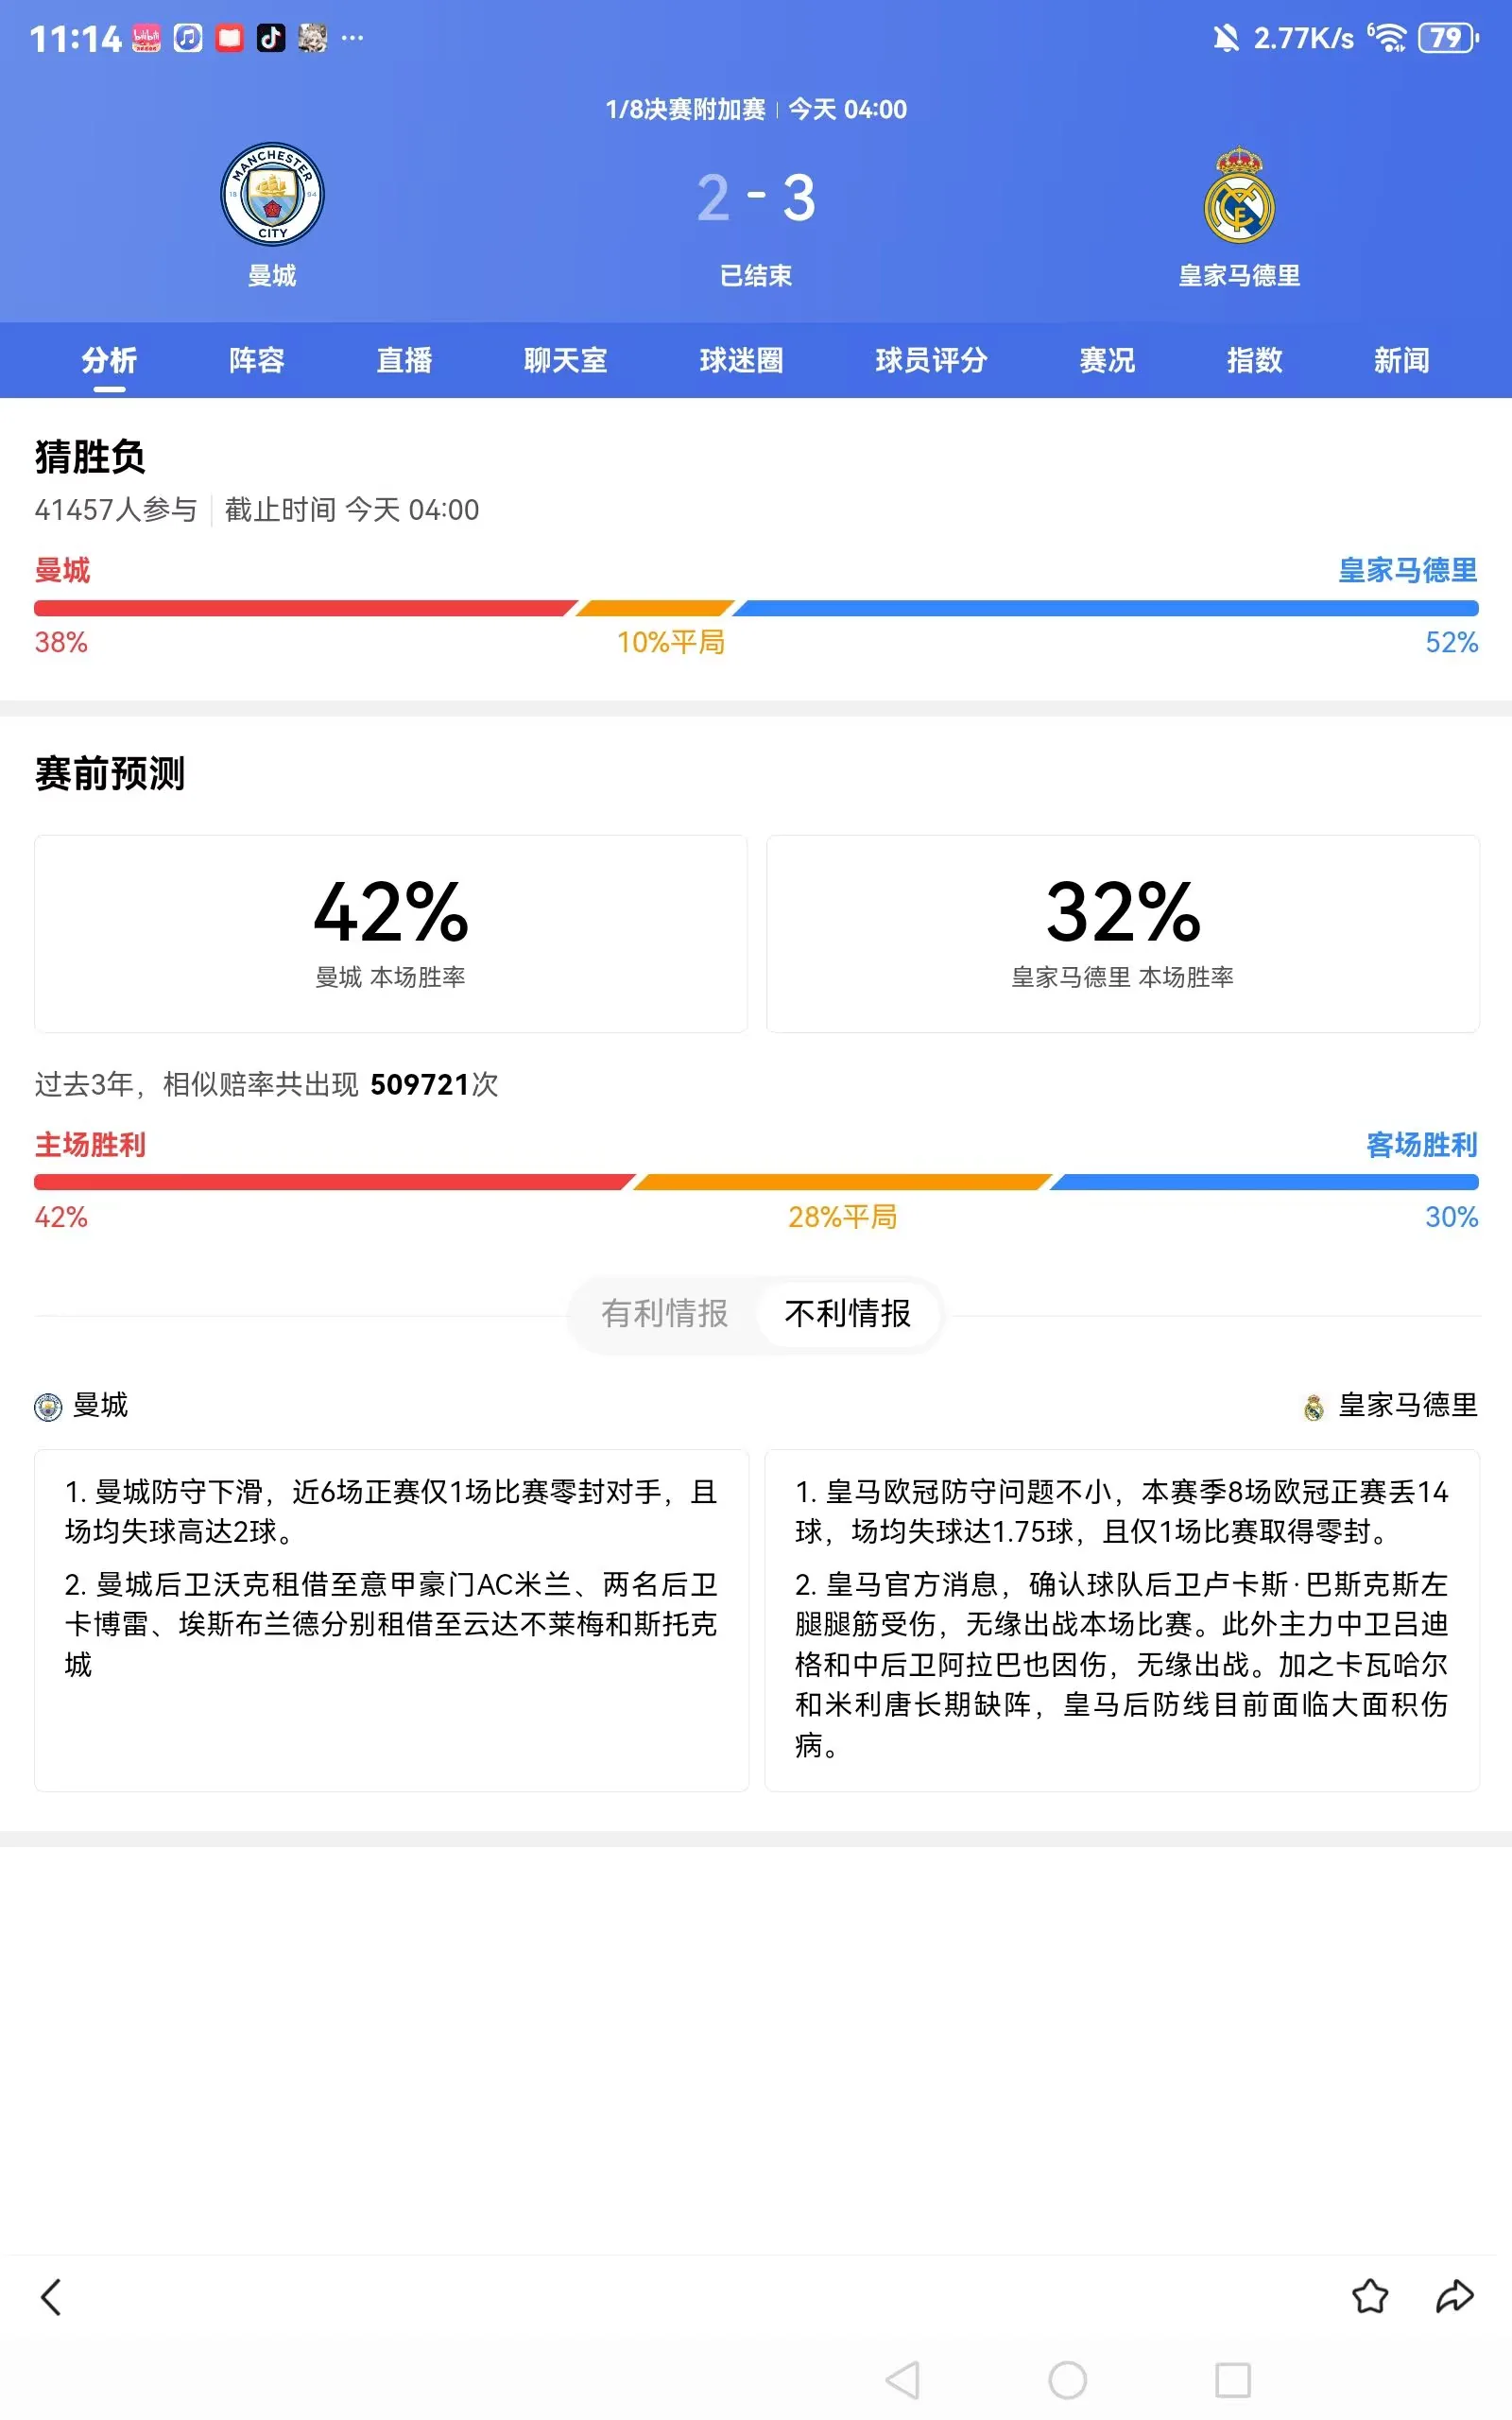 11:14
2.77K/s
6
79
1/8决赛附加赛 今天 04:00
MANCHESTER
18 94
CITY
2 - 3
曼城
已结束
皇家马德里
分析 阵容 直播 聊天室 球迷圈 球员评分 赛况 指数 新闻
猜胜负
41457人参与 截止时间 今天 04:00
曼城 皇家马德里
38% 10%平局 52%
赛前预测
42% 32%
曼城 本场胜率 皇家马德里 本场胜率
过去3年，相似赔率共出现 509721次
主场胜利 客场胜利
42% 28%平局 30%
有利情报 不利情报
曼城 皇家马德里
1. 曼城防守下滑，近6场正赛仅1场比赛零封对手，且
场均失球高达2球。
2. 曼城后卫沃克租借至意甲豪门AC米兰、两名后卫
卡博雷、埃斯布兰德分别租借至云达不莱梅和斯托克
城
1. 皇马欧冠防守问题不小，本赛季8场欧冠正赛丢14
球，场均失球达1.75球，且仅1场比赛取得零封。
2. 皇马官方消息，确认球队后卫卢卡斯·巴斯克斯左
腿腿筋受伤，无缘出战本场比赛。此外主力中卫吕迪
格和中后卫阿拉巴也因伤，无缘出战。加之卡瓦哈尔
和米利唐长期缺阵，皇马后防线目前面临大面积伤
病。